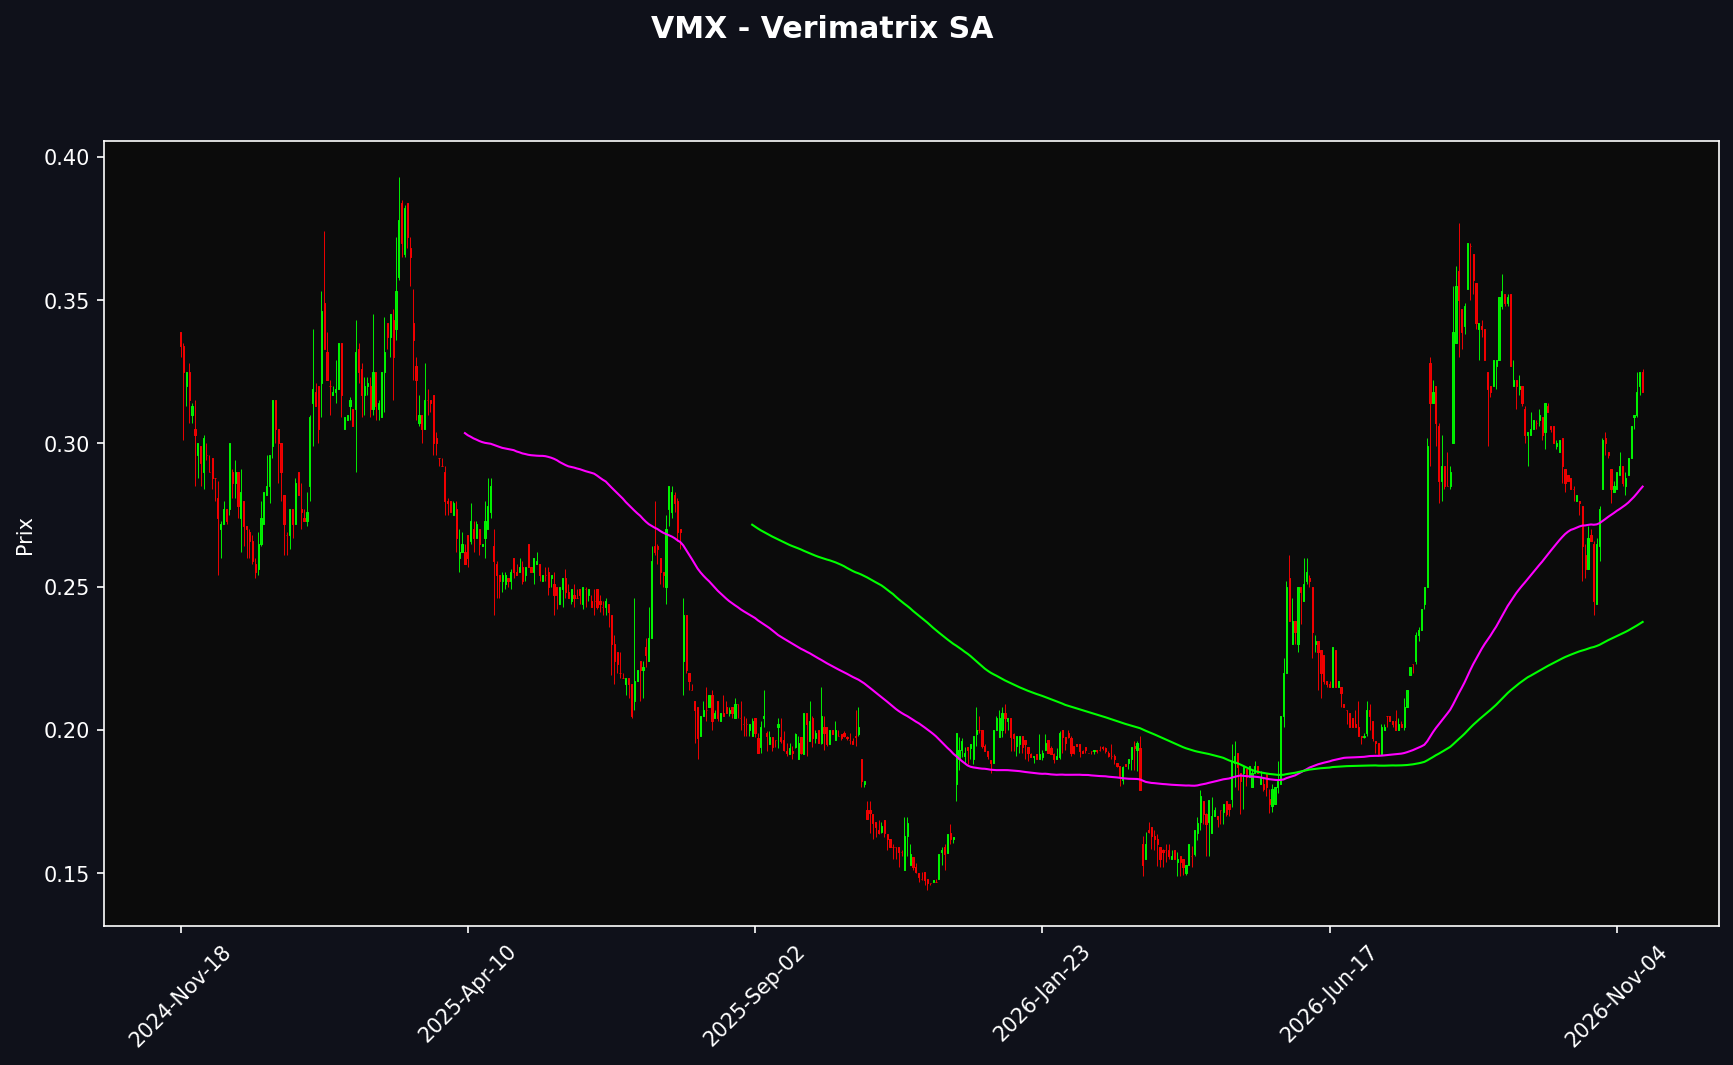 VMX - Verimatrix SA
Prix
0.40
0.35
0.30
0.25
0.20
0.15
2024-Nov-18
2025-Apr-10
2025-Sep-02
2026-Jan-23
2026-Jun-17
2026-Nov-04